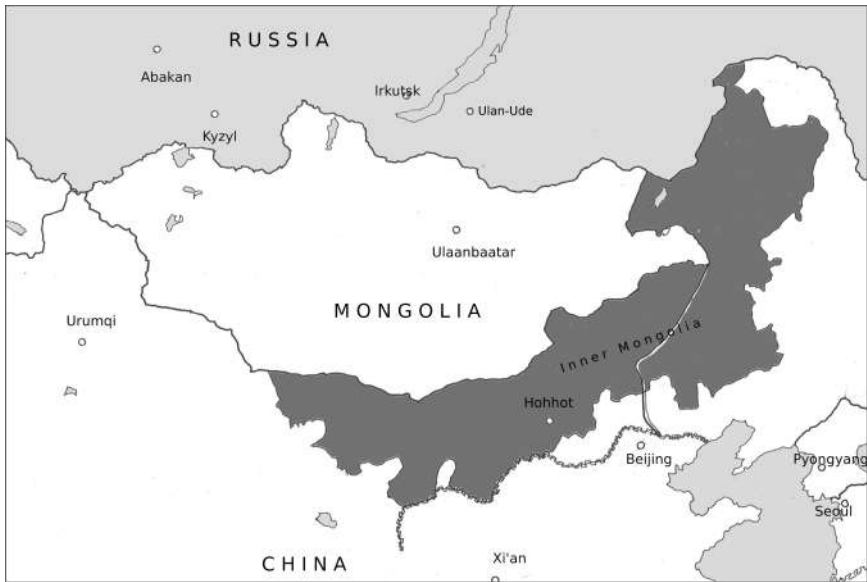 RUSSIA
Abakan
Irkutsk
Ulan-Ude
Kyzyl
Ulaanbaatar
MONGOLIA
Urumqi
Inner Mongolia
Hohhot
Beijing
Pyongyang
Seoul
CHINA
Xi'an